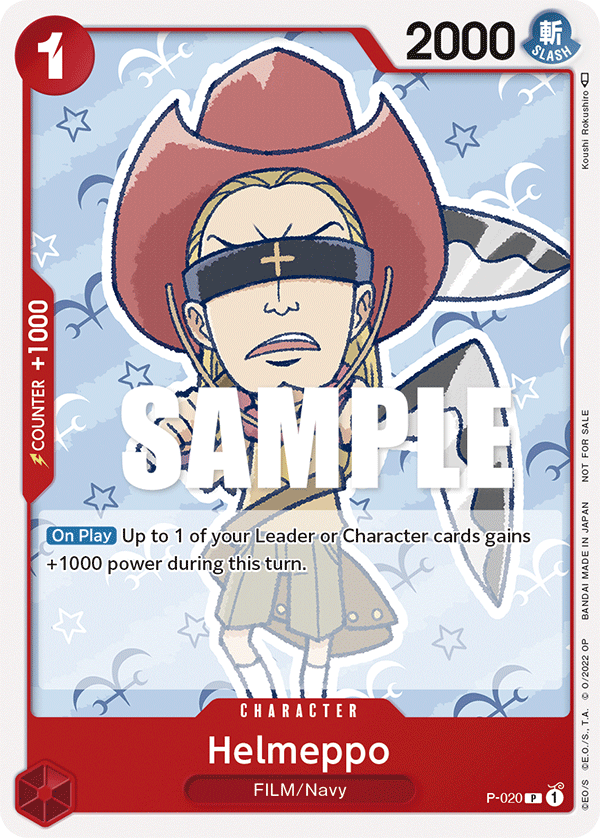 1
2000
斬
SLASH
Koushi Rokushiro
COUNTER +1000
SAMPLE
On Play Up to 1 of your Leader or Character cards gains
+1000 power during this turn.
CHARACTER
Helmeppo
FILM/Navy
P-020 P 1
©EO/S ©E.O./S., T.A. © O/2022 OP BANDAI MADE IN JAPAN NOT FOR SALE